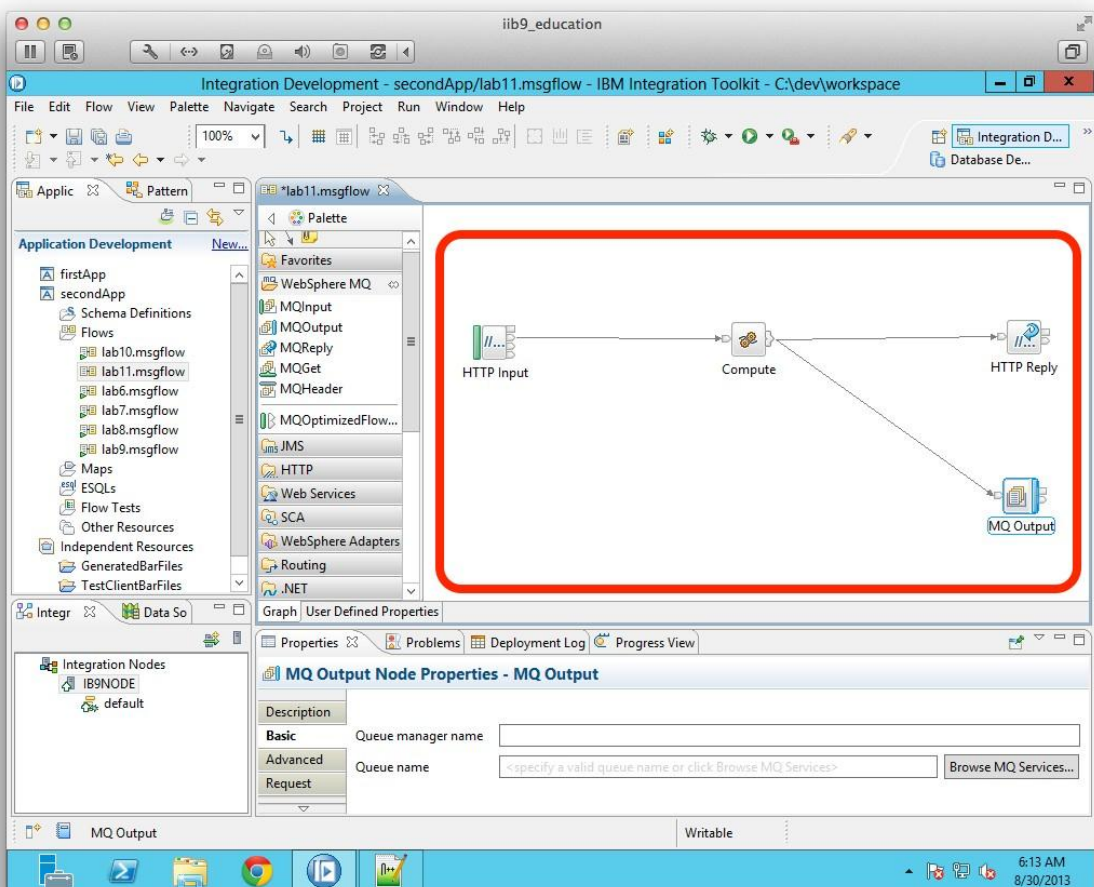 iib9_education
Integration Development - secondApp/lab11.msgflow - IBM Integration Toolkit - C:\dev\workspace
File Edit Flow View Palette Navigate Search Project Run Window Help
100%
Integration D...
Database De...
Applic
Pattern
*lab11.msgflow
Application Development New...
firstApp
secondApp
Schema Definitions
Flows
lab10.msgflow
lab11.msgflow
lab6.msgflow
lab7.msgflow
lab8.msgflow
lab9.msgflow
Maps
ESQLs
Flow Tests
Other Resources
Independent Resources
GeneratedBarFiles
TestClientBarFiles
Palette
Favorites
WebSphere MQ
MQInput
MQOutput
MQReply
MQGet
MQHeader
MQOptimizedFlow...
JMS
HTTP
Web Services
SCA
WebSphere Adapters
Routing
.NET
HTTP Input
Compute
HTTP Reply
MQ Output
Graph User Defined Properties
Integr
Data So
Integration Nodes
IB9NODE
default
Properties Problems Deployment Log Progress View
MQ Output Node Properties - MQ Output
Description
Basic
Advanced
Request
Queue manager name
Queue name <specify a valid queue name or click Browse MQ Services> Browse MQ Services...
MQ Output Writable
6:13 AM
8/30/2013